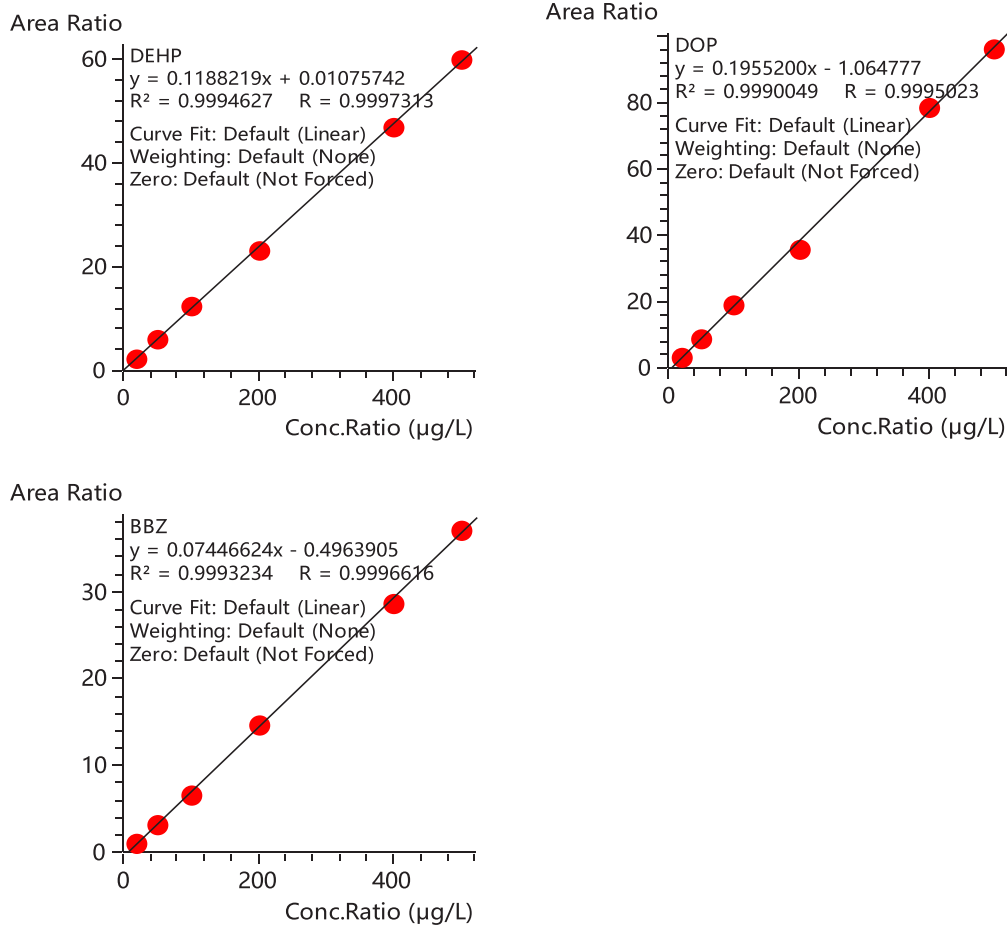 Area Ratio
DEHP
y = 0.1188219x + 0.01075742
R² = 0.9994627 R = 0.9997313
Curve Fit: Default (Linear)
Weighting: Default (None)
Zero: Default (Not Forced)
60
40
20
0
0 200 400
Conc.Ratio (µg/L)
Area Ratio
DOP
y = 0.1955200x - 1.064777
R² = 0.9990049 R = 0.9995023
Curve Fit: Default (Linear)
Weighting: Default (None)
Zero: Default (Not Forced)
80
60
40
20
0
0 200 400
Conc.Ratio (µg/L)
Area Ratio
BBZ
y = 0.07446624x - 0.4963905
R² = 0.9993234 R = 0.9996616
Curve Fit: Default (Linear)
Weighting: Default (None)
Zero: Default (Not Forced)
30
20
10
0
0 200 400
Conc.Ratio (µg/L)